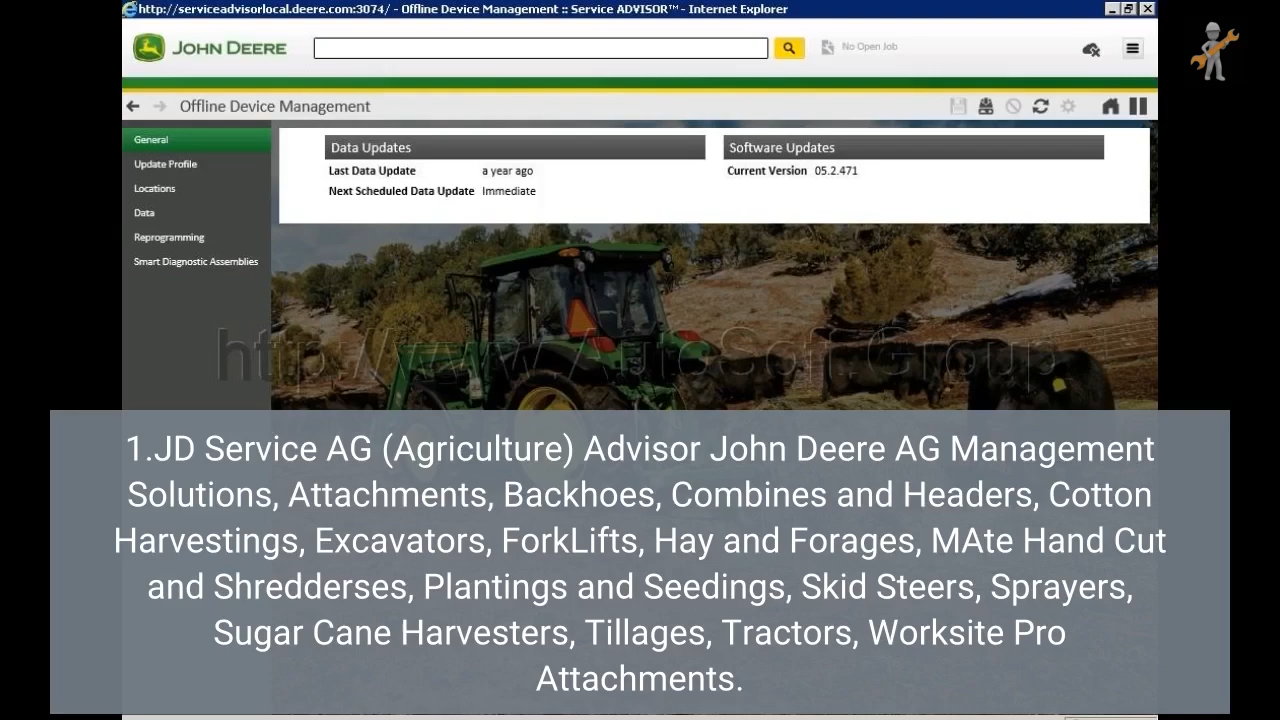 http://serviceadvisorlocal.deere.com:3074/ - Offline Device Management :: Service ADVISOR™ - Internet Explorer
JOHN DEERE
No Open Job
Offline Device Management
General
Update Profile
Locations
Data
Reprogramming
Smart Diagnostic Assemblies
Data Updates
Last Data Update a year ago
Next Scheduled Data Update Immediate
Software Updates
Current Version 05.2.471
http://www.AutoSoft.Group
1.JD Service AG (Agriculture) Advisor John Deere AG Management
Solutions, Attachments, Backhoes, Combines and Headers, Cotton
Harvestings, Excavators, ForkLifts, Hay and Forages, MAte Hand Cut
and Shredderses, Plantings and Seedings, Skid Steers, Sprayers,
Sugar Cane Harvesters, Tillages, Tractors, Worksite Pro
Attachments.